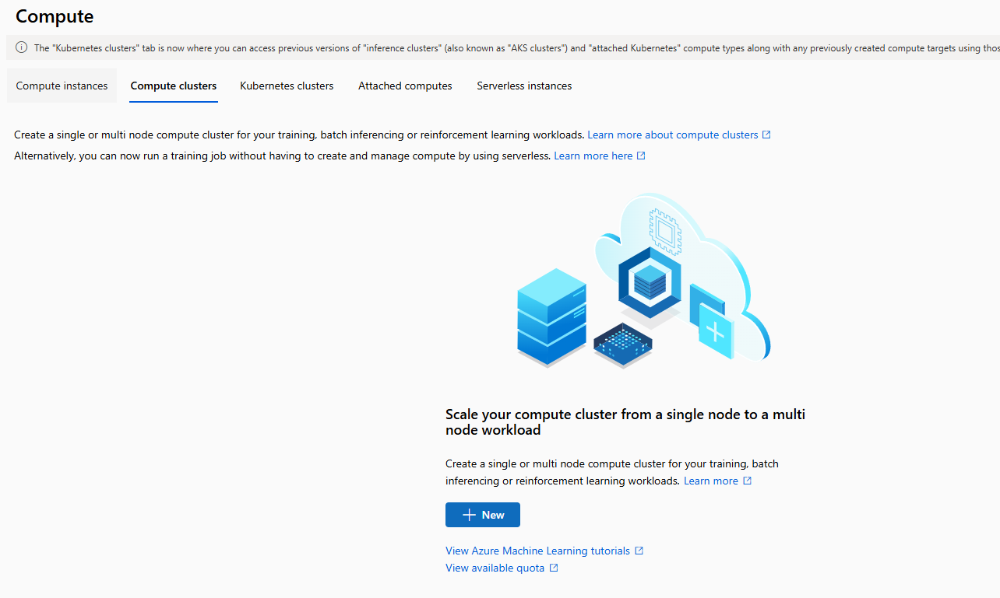 Compute
The "Kubernetes clusters" tab is now where you can access previous versions of "inference clusters" (also known as "AKS clusters") and "attached Kubernetes" compute types along with any previously created compute targets using
Compute instances Compute clusters Kubernetes clusters Attached computes Serverless instances
Create a single or multi node compute cluster for your training, batch inferencing or reinforcement learning workloads. Learn more about compute clusters
Alternatively, you can now run a training job without having to create and manage compute by using serverless. Learn more here
Scale your compute cluster from a single node to a multi
node workload
Create a single or multi node compute cluster for your training, batch
inferencing or reinforcement learning workloads. Learn more
New
View Azure Machine Learning tutorials
View available quota